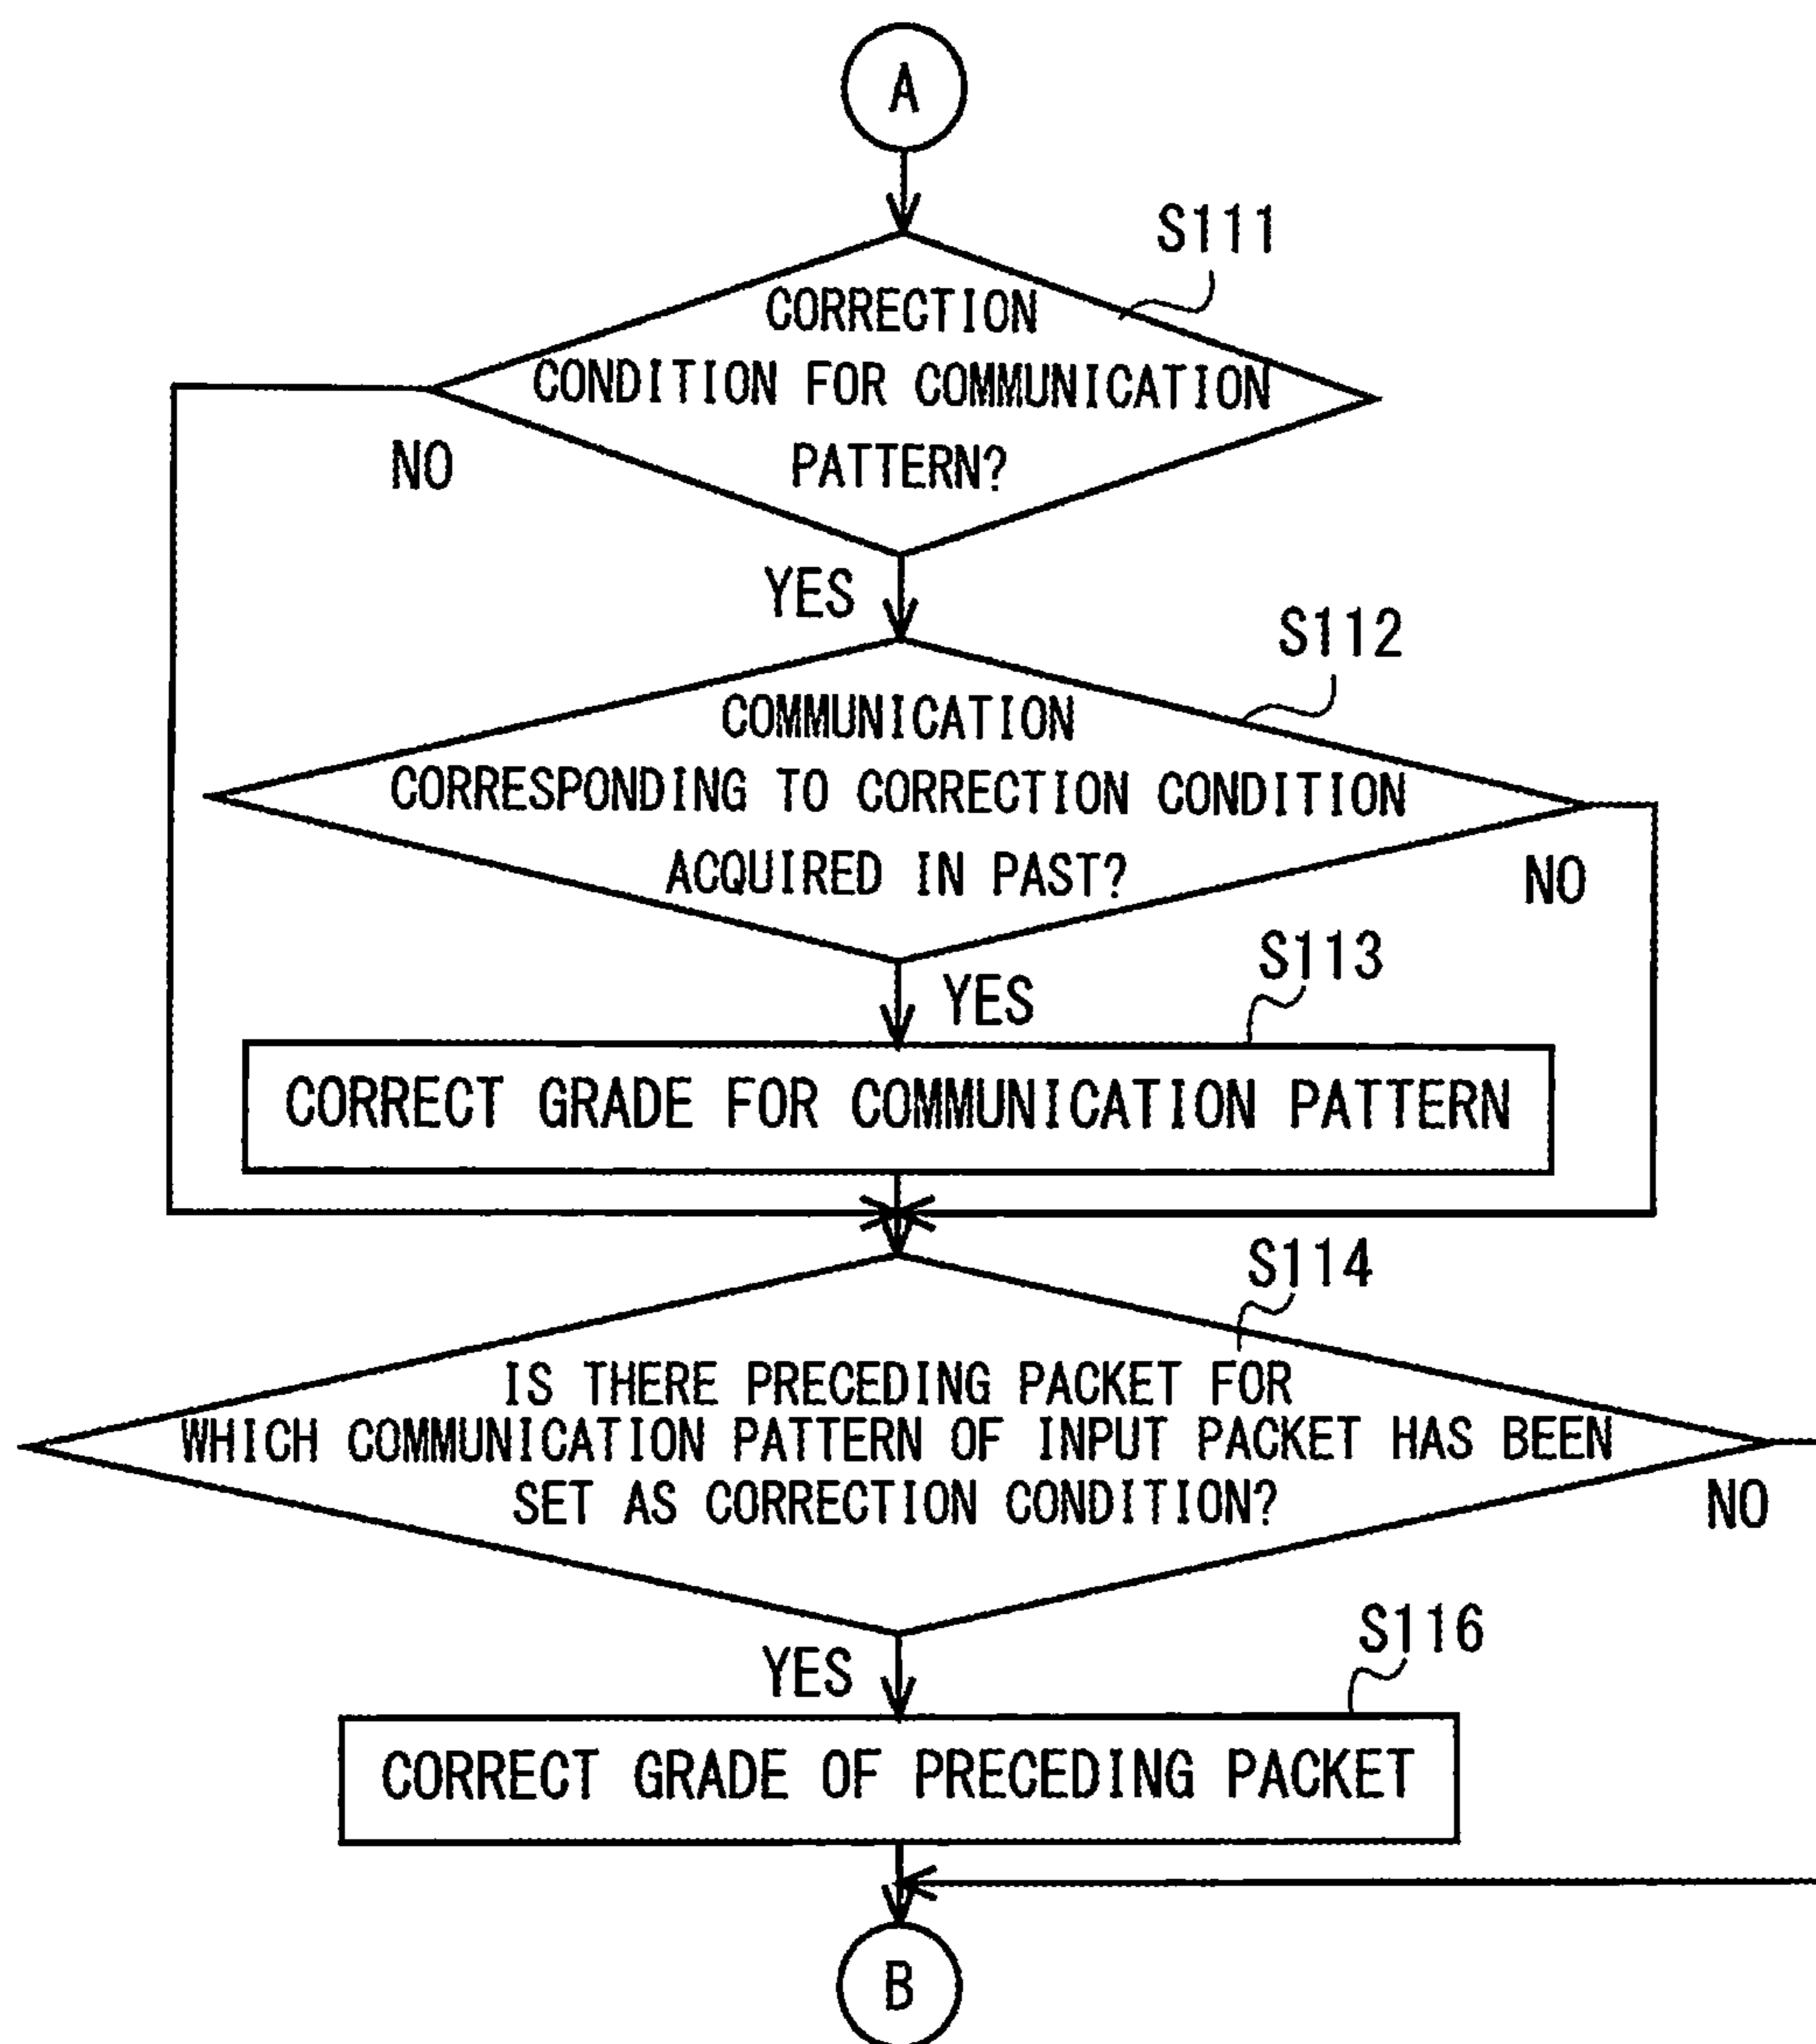 A
S111
CORRECTION
CONDITION FOR COMMUNICATION
PATTERN?
NO
YES
S112
COMMUNICATION
CORRESPONDING TO CORRECTION CONDITION
ACQUIRED IN PAST?
NO
S113
YES
CORRECT GRADE FOR COMMUNICATION PATTERN
S114
IS THERE PRECEDING PACKET FOR
WHICH COMMUNICATION PATTERN OF INPUT PACKET HAS BEEN
SET AS CORRECTION CONDITION?
NO
S116
YES
CORRECT GRADE OF PRECEDING PACKET
B